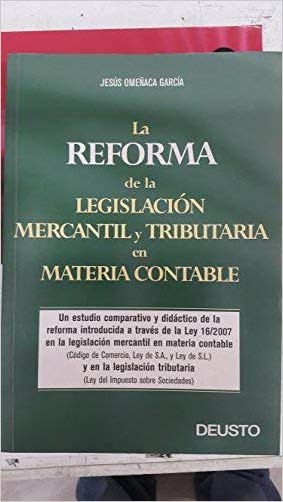 JESÚS OMEÑACA GARCÍA
La
REFORMA
de la
LEGISLACIÓN
MERCANTIL y TRIBUTARIA
en
MATERIA CONTABLE
Un estudio comparativo y didáctico de la
reforma introducida a través de la Ley 16/2007
en la legislación mercantil en materia contable
(Código de Comercio, Ley de S.A., y Ley de S.L.)
y en la legislación tributaria
(Ley del Impuesto sobre Sociedades)
DEUSTO